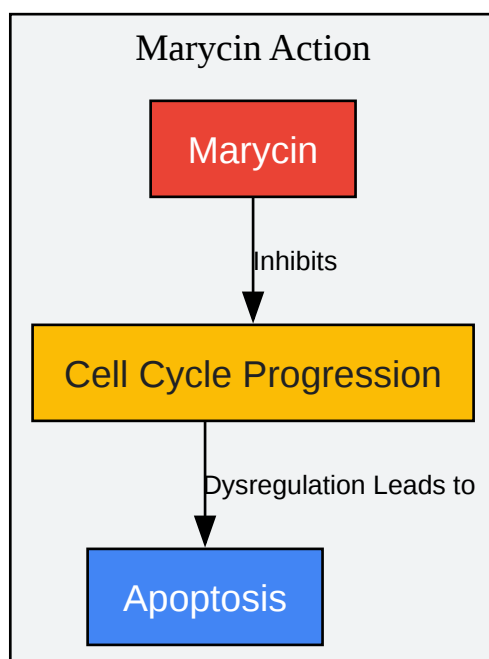 Marycin Action
Marycin
Inhibits
Cell Cycle Progression
Dysregulation Leads to
Apoptosis